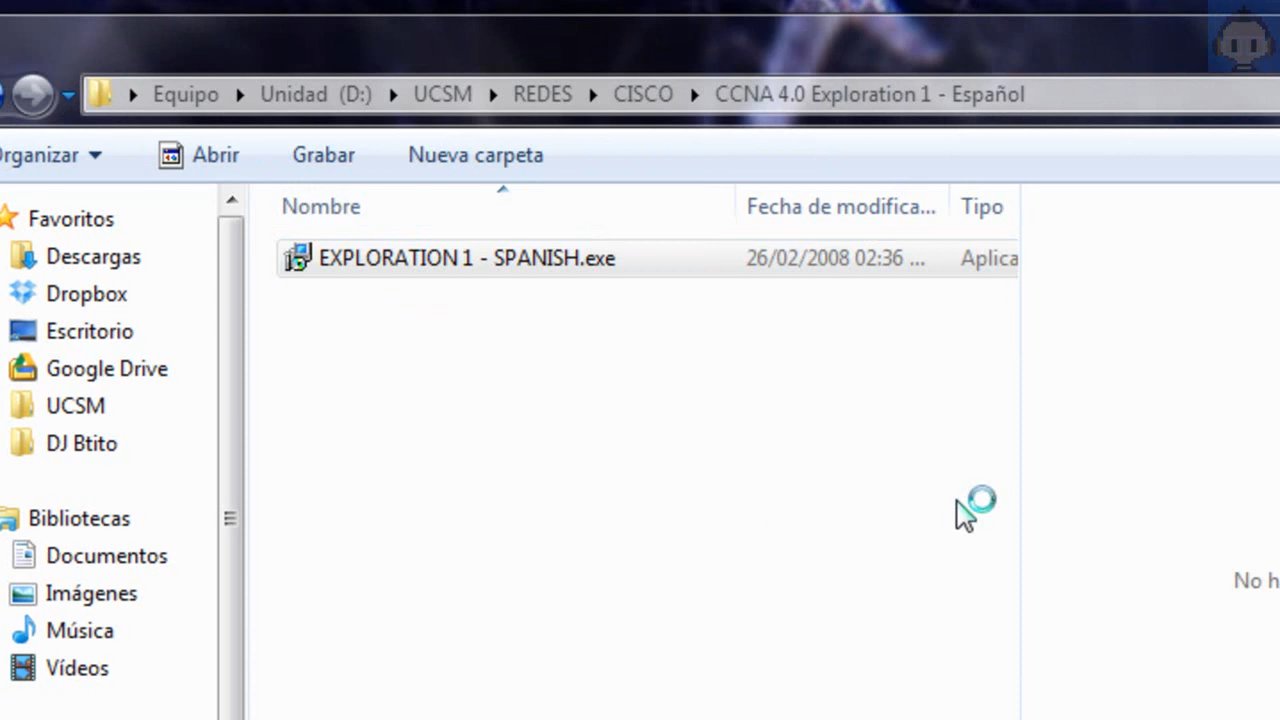 Equipo Unidad (D:) UCSM REDES CISCO CCNA 4.0 Exploration 1 - Español
Organizar Abrir Grabar Nueva carpeta
Nombre Fecha de modifica... Tipo
EXPLORATION 1 - SPANISH.exe 26/02/2008 02:36 ... Aplica
Favoritos
Descargas
Dropbox
Escritorio
Google Drive
UCSM
DJ Btito
Bibliotecas
Documentos
Imágenes
Música
Vídeos
No h